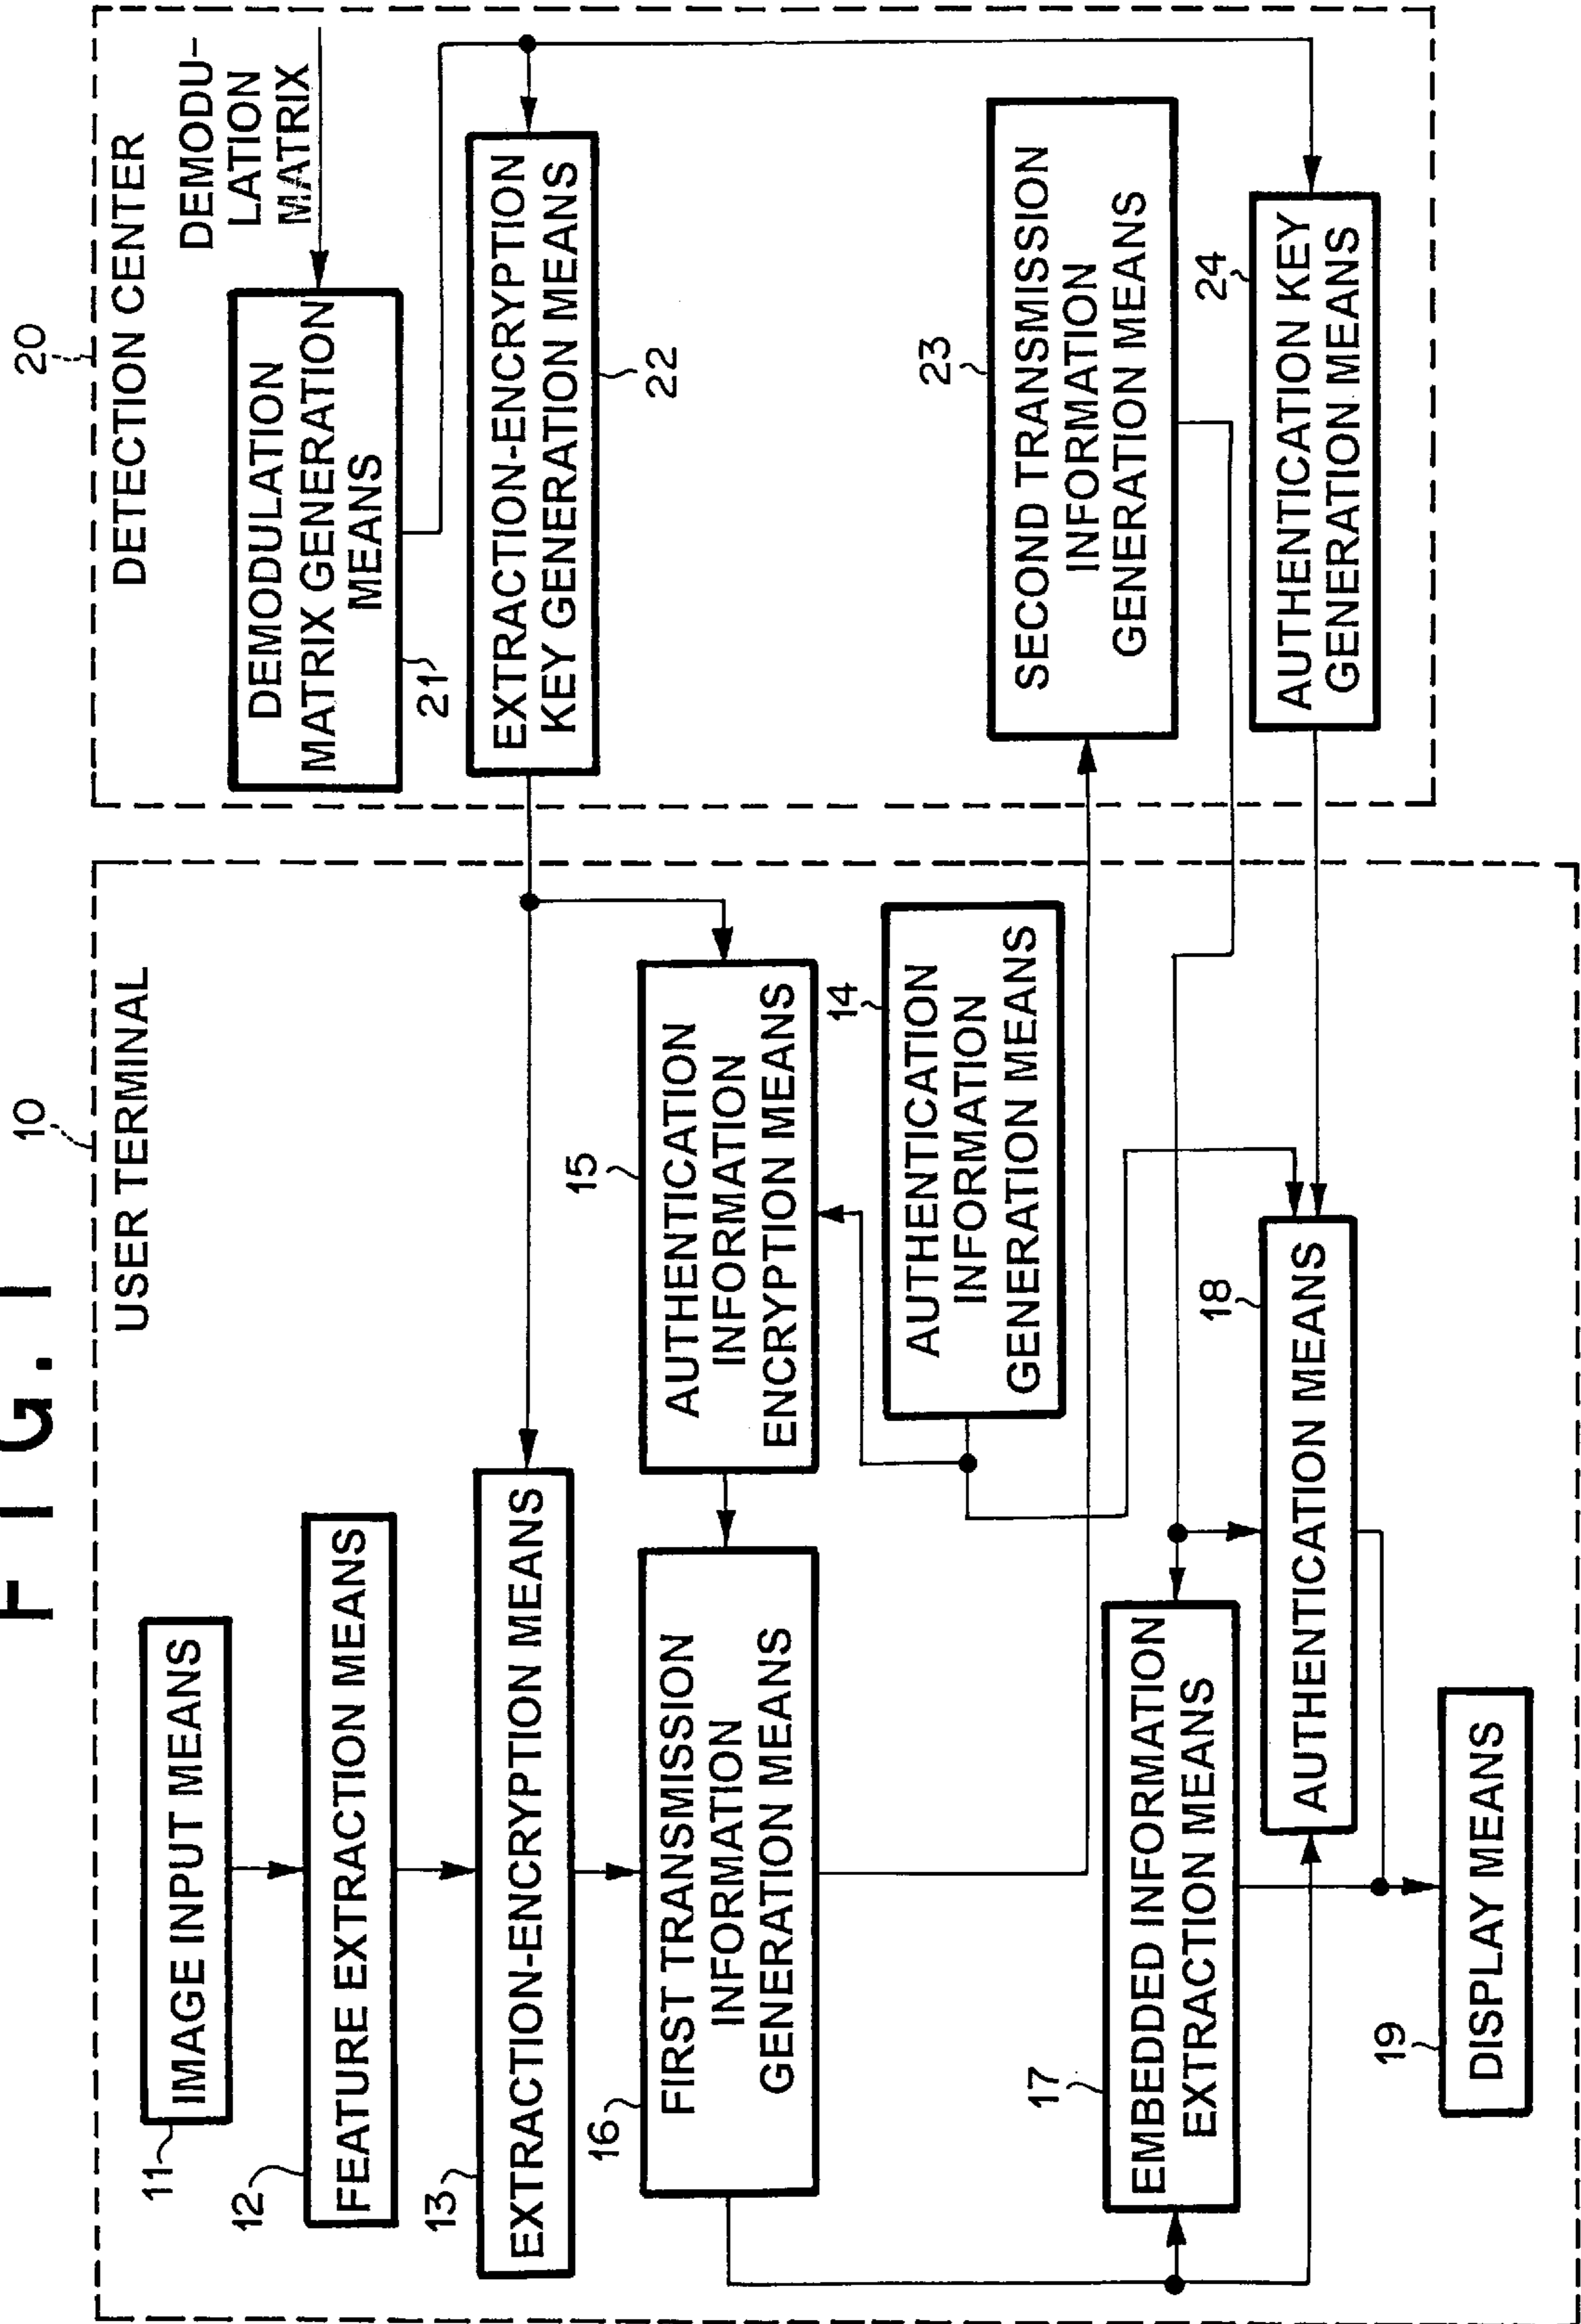 FIG. 1
10
USER TERMINAL
11
IMAGE INPUT MEANS
12
FEATURE EXTRACTION MEANS
13
EXTRACTION-ENCRYPTION MEANS
15
AUTHENTICATION
INFORMATION
ENCRYPTION MEANS
16
FIRST TRANSMISSION
INFORMATION
GENERATION MEANS
14
AUTHENTICATION
INFORMATION
GENERATION MEANS
17
EMBEDDED INFORMATION
EXTRACTION MEANS
18
AUTHENTICATION MEANS
19
DISPLAY MEANS
20
DETECTION CENTER
DEMODU-
LATION
MATRIX
DEMODULATION
MATRIX GENERATION
MEANS
21
EXTRACTION-ENCRYPTION
KEY GENERATION MEANS
22
23
SECOND TRANSMISSION
INFORMATION
GENERATION MEANS
24
AUTHENTICATION KEY
GENERATION MEANS